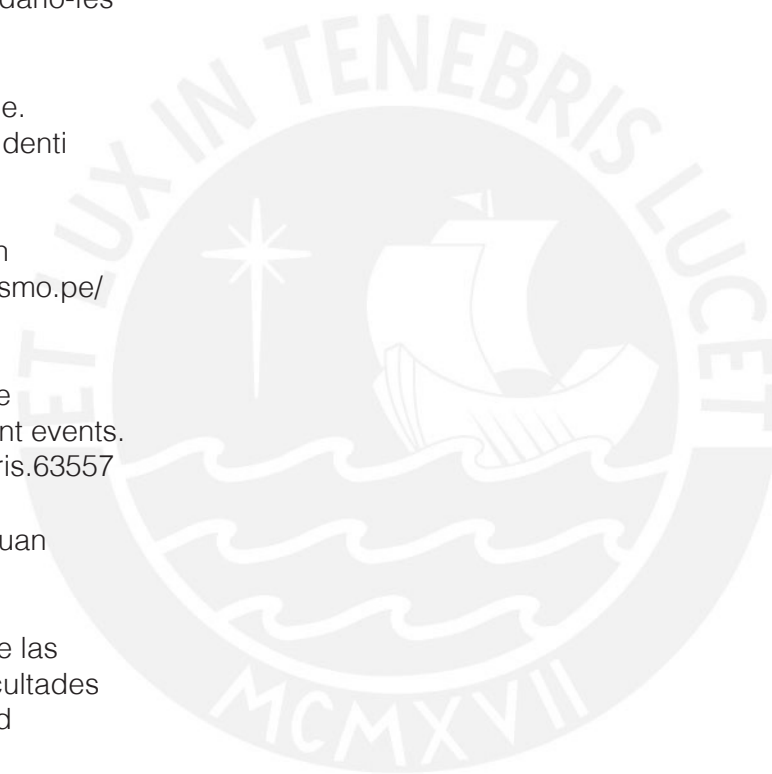 dano-les
e.
denti
n
smo.pe/
e
nt events.
ris.63557
uan
e las
cultades
d
ET LUX IN TENEBRIS LUCET
MCMXVII